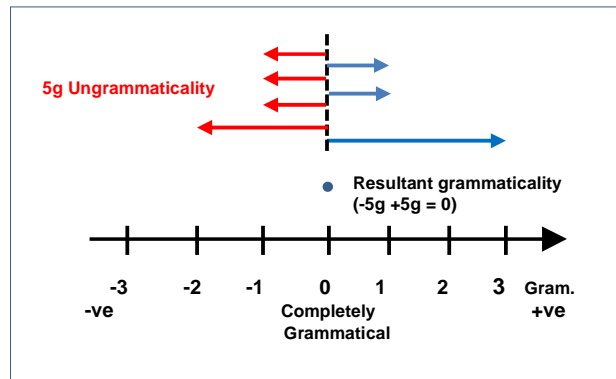 5g Ungrammaticality
Resultant grammaticality
(-5g +5g = 0)
-3 -2 -1 0 1 2 3 Gram.
-ve Completely +ve
Grammatical